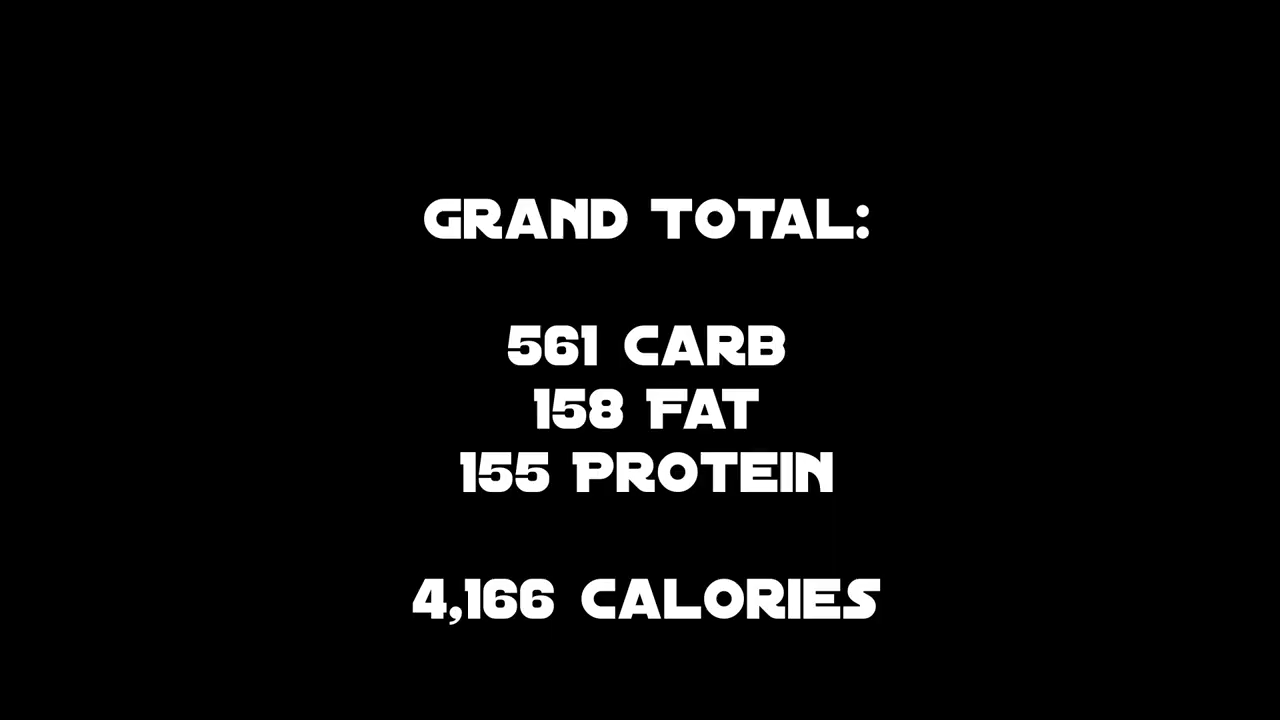 GRAND TOTAL:
561 CARB
158 FAT
155 PROTEIN
4,166 CALORIES